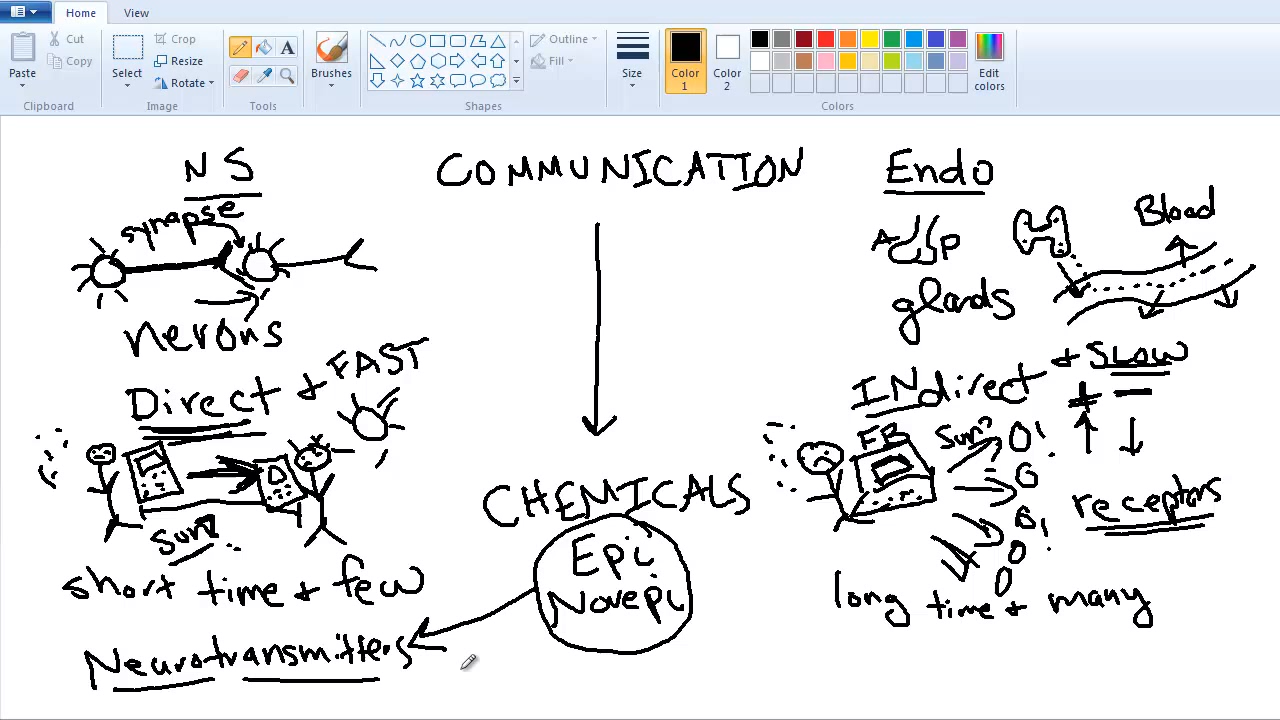 Home
View
Paste
Cut
Copy
Clipboard
Select
Crop
Rotate
Image
A
Tools
Brushes
Shapes
Outline
Fill
Size
Color 1
Color 2
Edit colors
Colors
NS
synapse
nerons
Direct + FAST
sun?
short time + few
Neurotransmitters
COMMUNICATION
CHEMICALS
Epi
Norepi
Endo
A P
glands
Blood
INdirect + SLOW
+ −
FB
sun?
receptors
long time + many